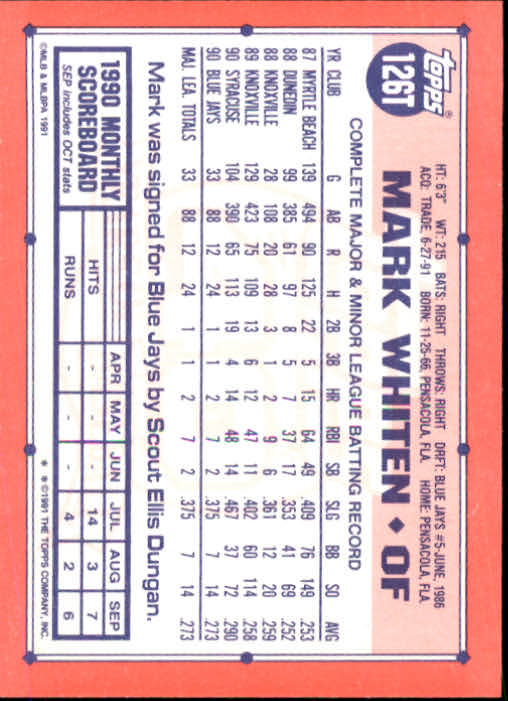 topps®
126T
HT: 6'3" WT: 215 BATS: RIGHT THROWS: RIGHT DRFT: BLUE JAYS #5-JUNE, 1986
ACQ: TRADE, 6-27-91 BORN: 11-25-66, PENSACOLA, FLA. HOME: PENSACOLA, FLA.
MARK WHITEN ◆ OF
COMPLETE MAJOR & MINOR LEAGUE BATTING RECORD
YR CLUB G AB R H 2B 3B HR RBI SB SLG BB SO AVG
87 MYRTLE BEACH 139 494 90 125 22 5 15 64 49 .409 76 149 .253
88 DUNEDIN 99 385 61 97 8 5 7 37 17 .353 41 69 .252
88 KNOXVILLE 28 108 20 28 3 1 2 9 6 .361 12 20 .259
89 KNOXVILLE 129 423 75 109 13 6 12 47 11 .402 60 114 .258
90 SYRACUSE 104 390 65 113 19 4 14 48 14 .467 37 72 .290
90 BLUE JAYS 33 88 12 24 1 1 2 7 2 .375 7 14 .273
MAJ. LEA. TOTALS 33 88 12 24 1 1 2 7 2 .375 7 14 .273
Mark was signed for Blue Jays by Scout Ellis Dungan.
1990 MONTHLY
SCOREBOARD
SEP includes OCT stats
APR MAY JUN JUL AUG SEP
HITS - - - 14 3 7
RUNS - - - 4 2 6
©MLB & MLBPA 1991
* * ©1991 THE TOPPS COMPANY, INC.